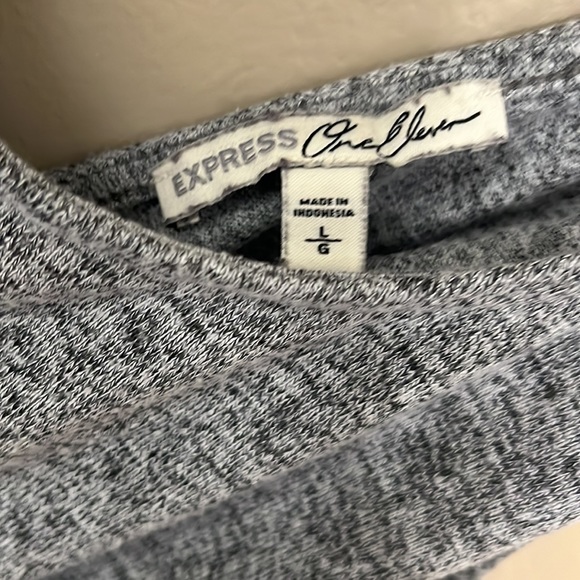 EXPRESS One Eleven
MADE IN
INDONESIA
L
G